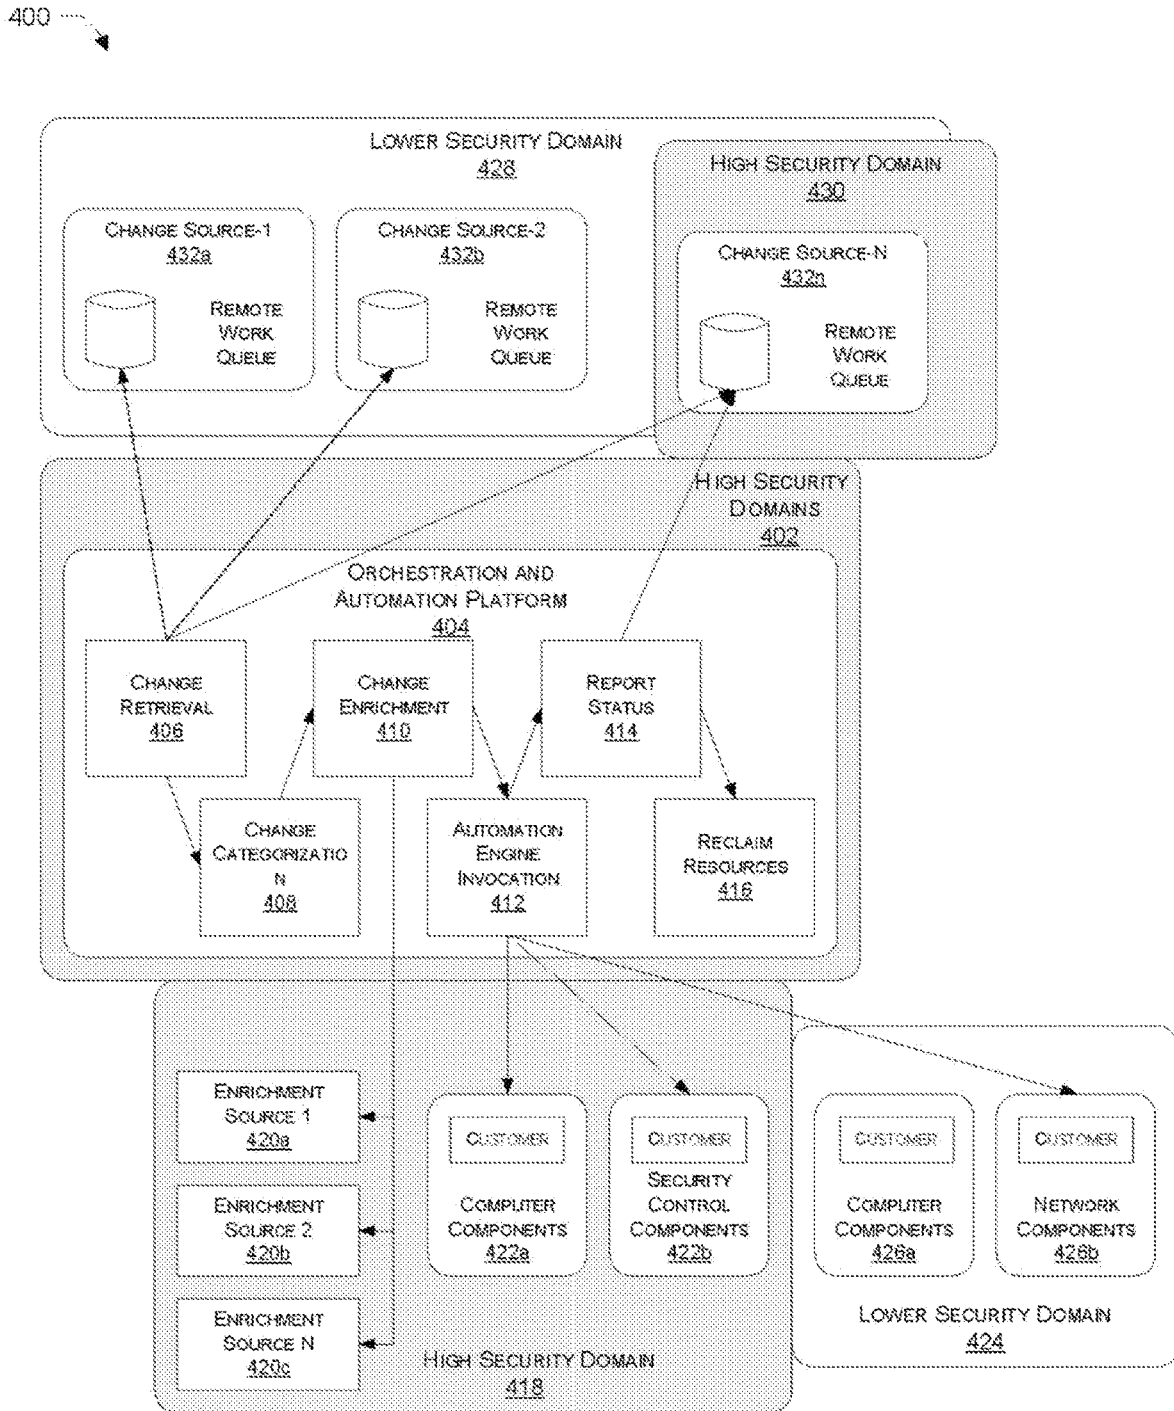 400
LOWER SECURITY DOMAIN
428
HIGH SECURITY DOMAIN
430
CHANGE SOURCE-1
432a
REMOTE
WORK
QUEUE
CHANGE SOURCE-2
432b
REMOTE
WORK
QUEUE
CHANGE SOURCE-N
432n
REMOTE
WORK
QUEUE
HIGH SECURITY
DOMAINS
402
ORCHESTRATION AND
AUTOMATION PLATFORM
404
CHANGE
RETRIEVAL
406
CHANGE
ENRICHMENT
410
REPORT
STATUS
414
CHANGE
CATEGORIZATIO
N
408
AUTOMATION
ENGINE
INVOCATION
412
RECLAIM
RESOURCES
416
ENRICHMENT
SOURCE 1
420a
ENRICHMENT
SOURCE 2
420b
ENRICHMENT
SOURCE N
420c
CUSTOMER
COMPUTER
COMPONENTS
422a
CUSTOMER
SECURITY
CONTROL
COMPONENTS
422b
CUSTOMER
COMPUTER
COMPONENTS
426a
CUSTOMER
NETWORK
COMPONENTS
426b
HIGH SECURITY DOMAIN
418
LOWER SECURITY DOMAIN
424